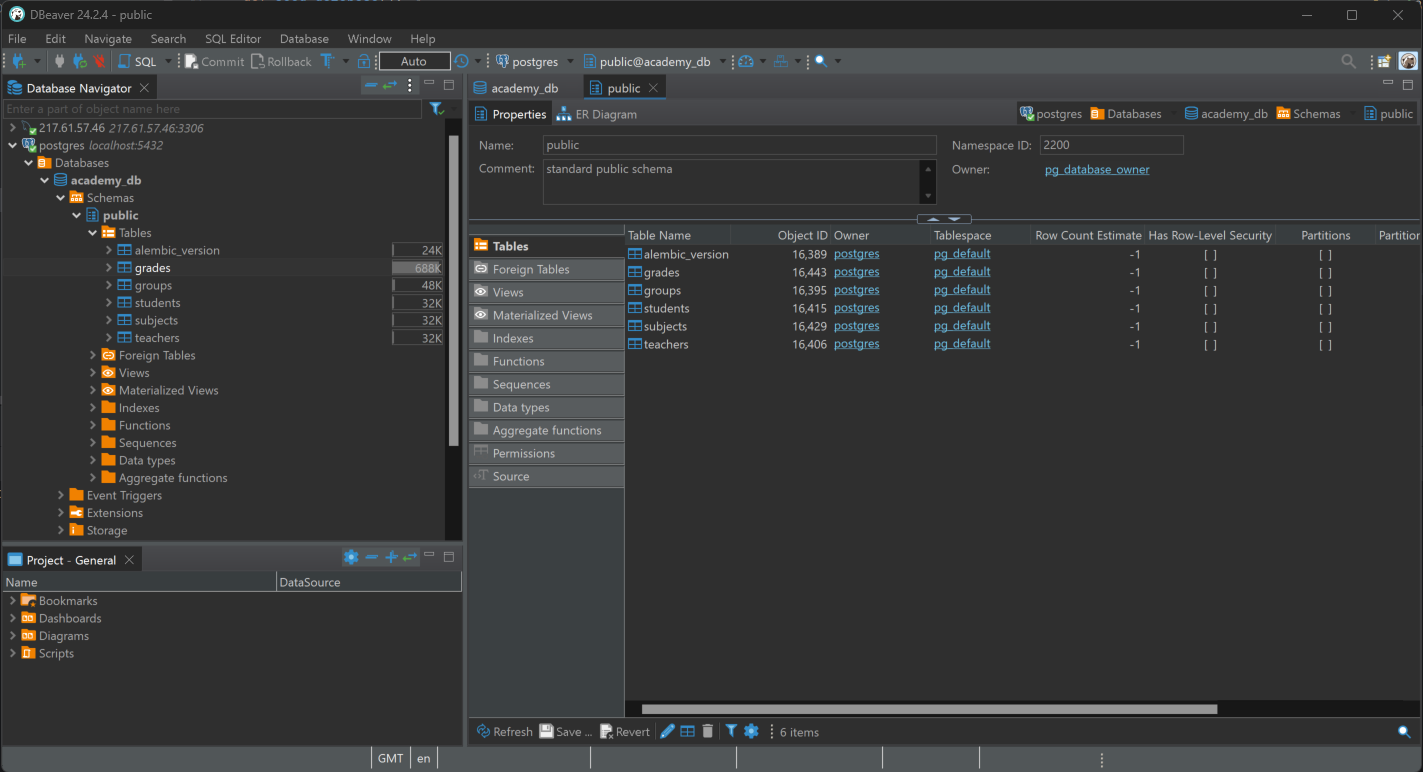 DBeaver 24.2.4 - public
File Edit Navigate Search SQL Editor Database Window Help
SQL Commit Rollback Auto postgres public@academy_db
Database Navigator
Enter a part of object name here
217.61.57.46 217.61.57.46:3306
postgres localhost:5432
Databases
academy_db
Schemas
public
Tables
alembic_version 24K
grades 688K
groups 48K
students 32K
subjects 32K
teachers 32K
Foreign Tables
Views
Materialized Views
Indexes
Functions
Sequences
Data types
Aggregate functions
Event Triggers
Extensions
Storage
Project - General
Name DataSource
Bookmarks
Dashboards
Diagrams
Scripts
academy_db public
Properties ER Diagram postgres Databases academy_db Schemas public
Name: public Namespace ID: 2200
Comment: standard public schema Owner: pg_database_owner
Tables
Foreign Tables
Views
Materialized Views
Indexes
Functions
Sequences
Data types
Aggregate functions
Permissions
Source
Table Name Object ID Owner Tablespace Row Count Estimate Has Row-Level Security Partitions Partition
alembic_version 16,389 postgres pg_default -1 [ ] [ ]
grades 16,443 postgres pg_default -1 [ ] [ ]
groups 16,395 postgres pg_default -1 [ ] [ ]
students 16,415 postgres pg_default -1 [ ] [ ]
subjects 16,429 postgres pg_default -1 [ ] [ ]
teachers 16,406 postgres pg_default -1 [ ] [ ]
Refresh Save ... Revert 6 items
GMT en